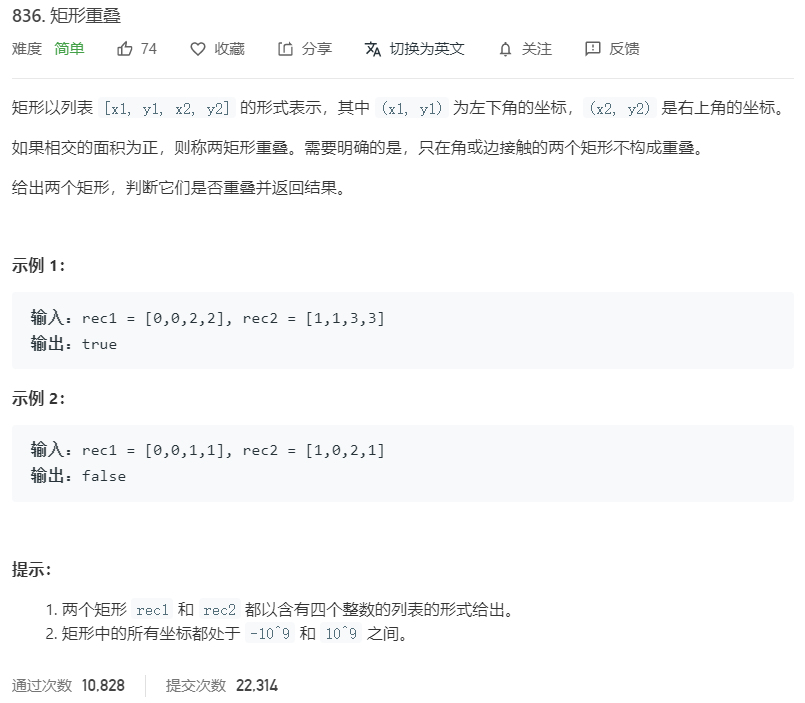 836. 矩形重叠
难度 简单 74 收藏 分享 切换为英文 关注 反馈
矩形以列表 [x1, y1, x2, y2] 的形式表示，其中 (x1, y1) 为左下角的坐标，(x2, y2) 是右上角的坐标。
如果相交的面积为正，则称两矩形重叠。需要明确的是，只在角或边接触的两个矩形不构成重叠。
给出两个矩形，判断它们是否重叠并返回结果。
示例 1：
输入：rec1 = [0,0,2,2], rec2 = [1,1,3,3]
输出：true
示例 2：
输入：rec1 = [0,0,1,1], rec2 = [1,0,2,1]
输出：false
提示：
1. 两个矩形 rec1 和 rec2 都以含有四个整数的列表的形式给出。
2. 矩形中的所有坐标都处于 -10^9 和 10^9 之间。
通过次数 10,828 提交次数 22,314